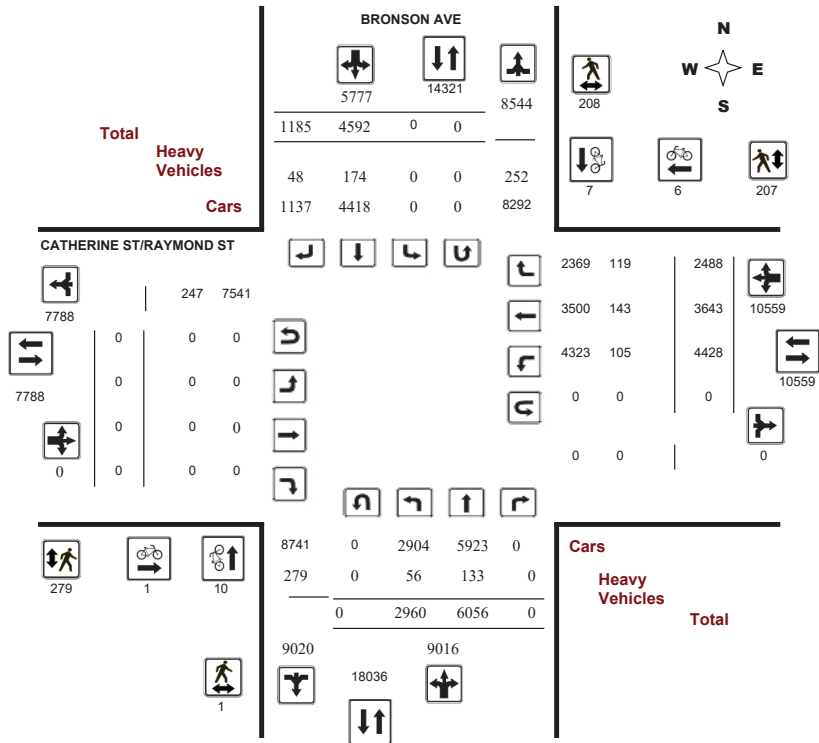 BRONSON AVE
N
W E
S
5777
14321
8544
208
1185 4592 0 0
Total
Heavy
Vehicles
48 174 0 0 252
Cars
1137 4418 0 0 8292
7 6 207
CATHERINE ST/RAYMOND ST
7788
247 7541
2369 119 2488
10559
0 0 0
3500 143 3643
7788
0 0 0
4323 105 4428
10559
0 0 0
0 0 0
0
0 0 0
0 0
0
8741 0 2904 5923 0
Cars
279 0 56 133 0
Heavy
Vehicles
0 2960 6056 0
Total
279 1 10
9020
9016
18036
1